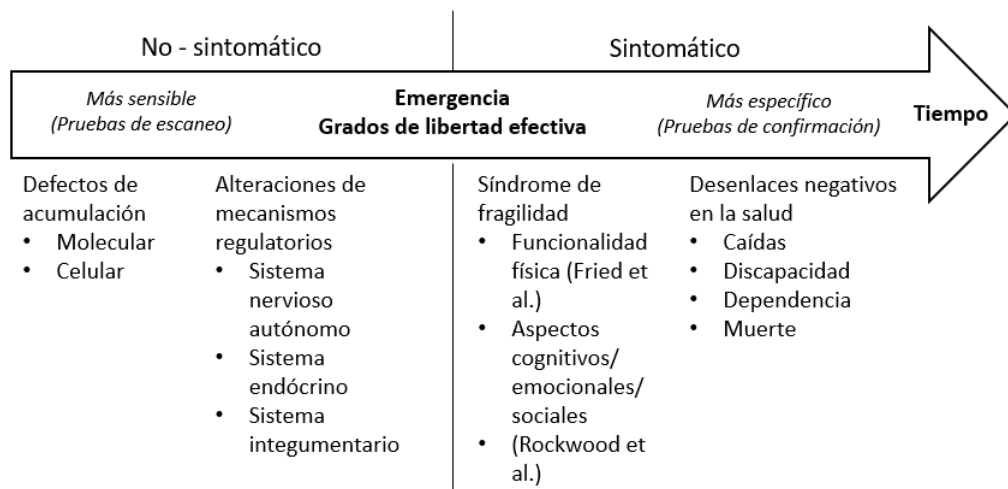 No - sintomático
Sintomático
Más sensible
(Pruebas de escaneo)
Emergencia
Grados de libertad efectiva
Más específico
(Pruebas de confirmación)
Tiempo
Defectos de
acumulación
• Molecular
• Celular
Alteraciones de
mecanismos
regulatorios
• Sistema
nervioso
autónomo
• Sistema
endócrino
• Sistema
integumentario
Síndrome de
fragilidad
• Funcionalidad
física (Fried et
al.)
• Aspectos
cognitivos/
emocionales/
sociales
• (Rockwood et
al.)
Desenlaces negativos
en la salud
• Caídas
• Discapacidad
• Dependencia
• Muerte